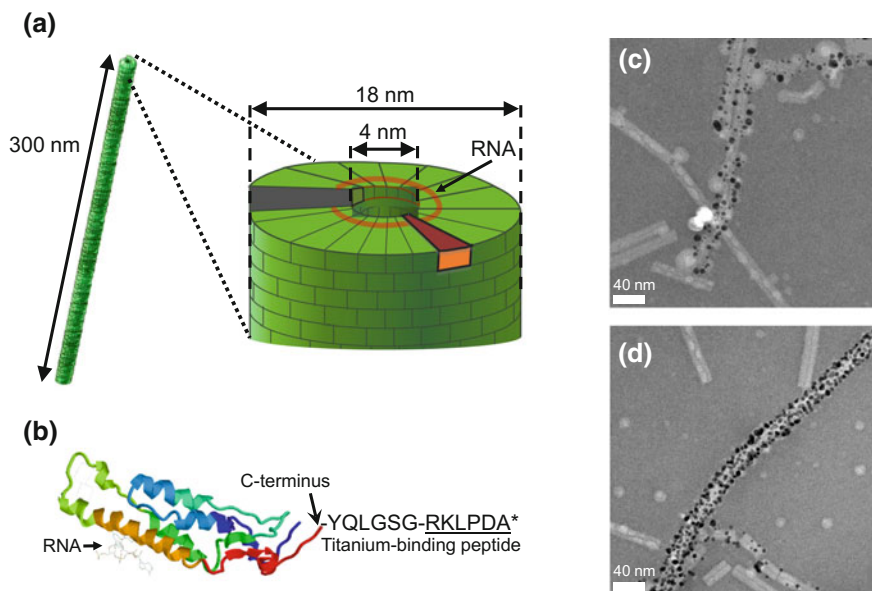 (a)
300 nm
18 nm
4 nm
RNA
(b)
C-terminus
-YQLGSG-RKLPDA*
Titanium-binding peptide
RNA
(c)
40 nm
(d)
40 nm